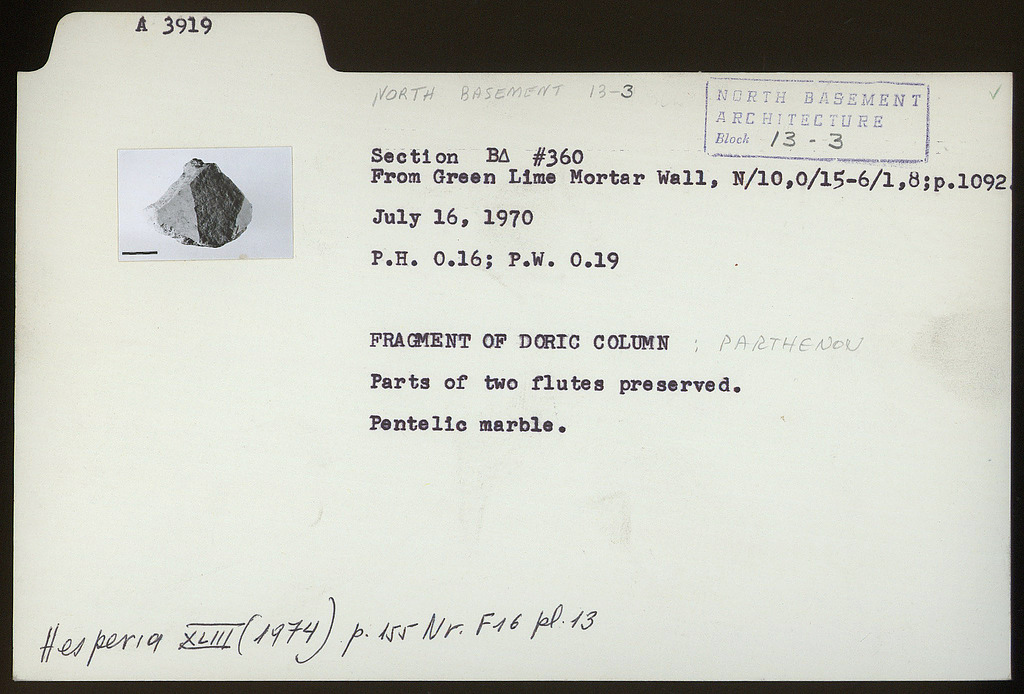 A 3919
NORTH BASEMENT 13-3
NORTH BASEMENT
ARCHITECTURE
Block 13 - 3
Section ΒΔ #360
From Green Lime Mortar Wall, N/10,0/15-6/1,8;p.1092.
July 16, 1970
P.H. 0.16; P.W. 0.19
FRAGMENT OF DORIC COLUMN ; PARTHENON
Parts of two flutes preserved.
Pentelic marble.
Hesperia XLIII (1974) p. 155 Nr. F16 pl. 13